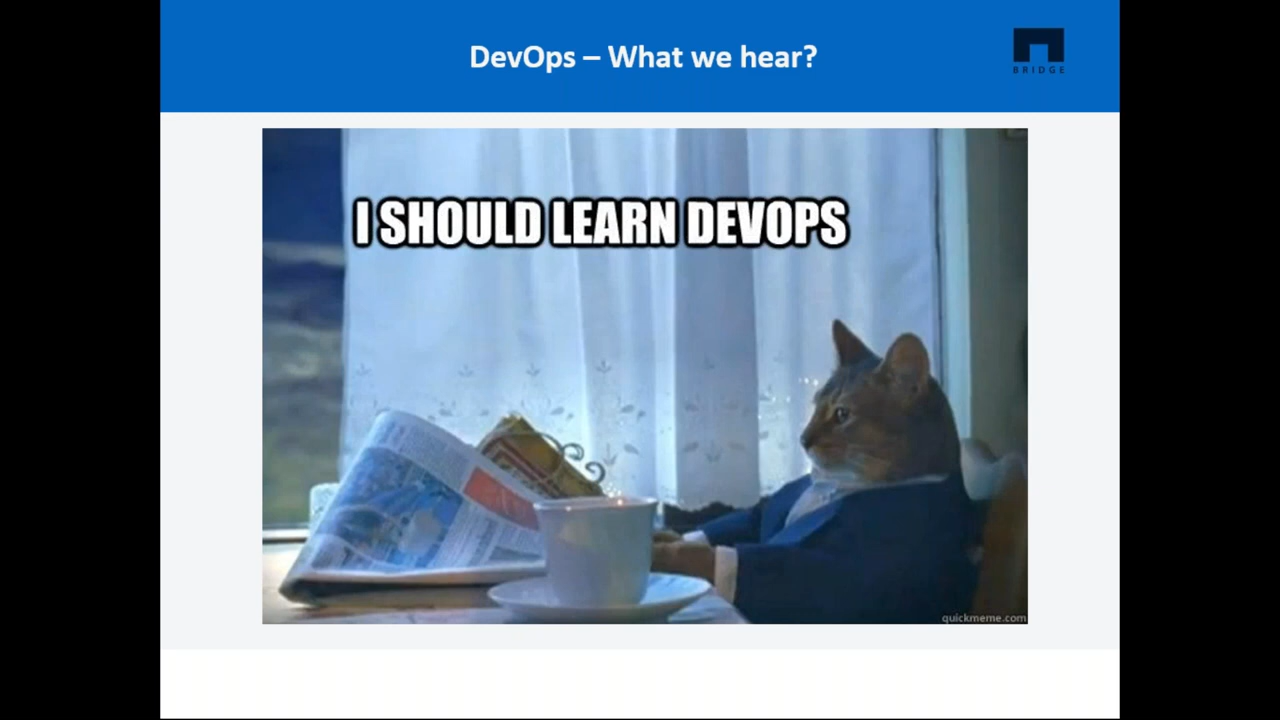 DevOps – What we hear?
BRIDGE
I SHOULD LEARN DEVOPS
quickmeme.com